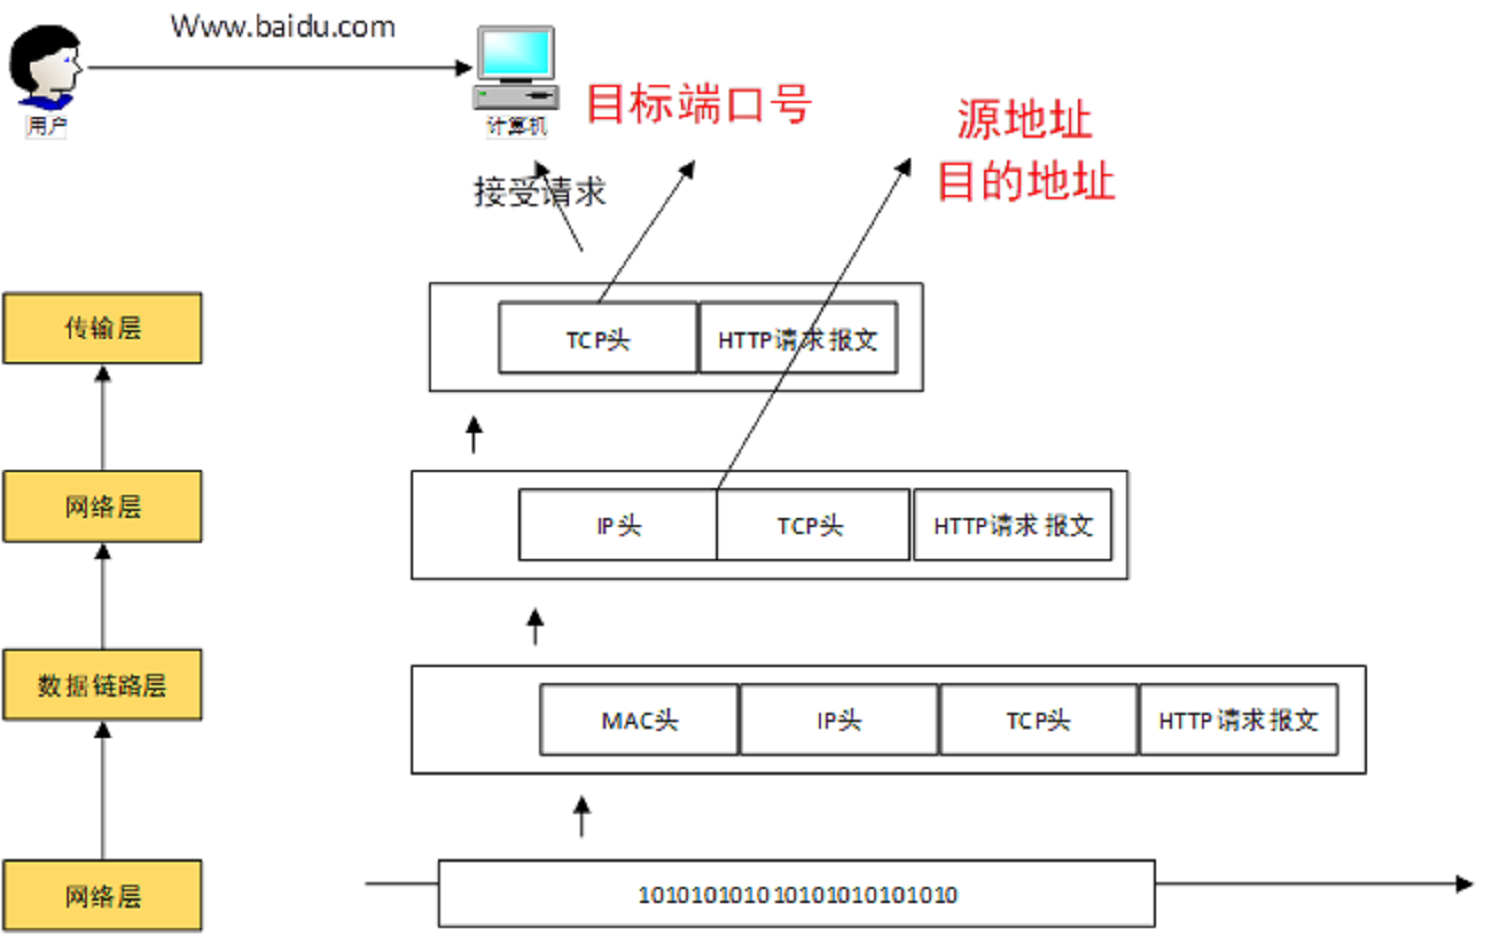 Www.baidu.com
用户
计算机
目标端口号
源地址
目的地址
接受请求
传输层
TCP头
HTTP请求报文
网络层
IP头
TCP头
HTTP请求报文
数据链路层
MAC头
IP头
TCP头
HTTP请求报文
网络层
101010101010101010101010